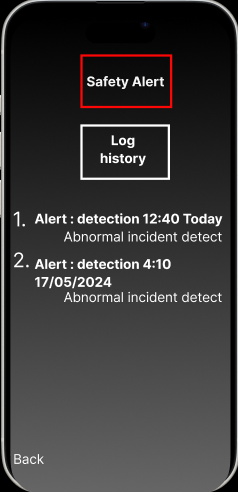 Safety Alert
Log
history
1. Alert : detection 12:40 Today
Abnormal incident detect
2. Alert : detection 4:10
17/05/2024
Abnormal incident detect
Back